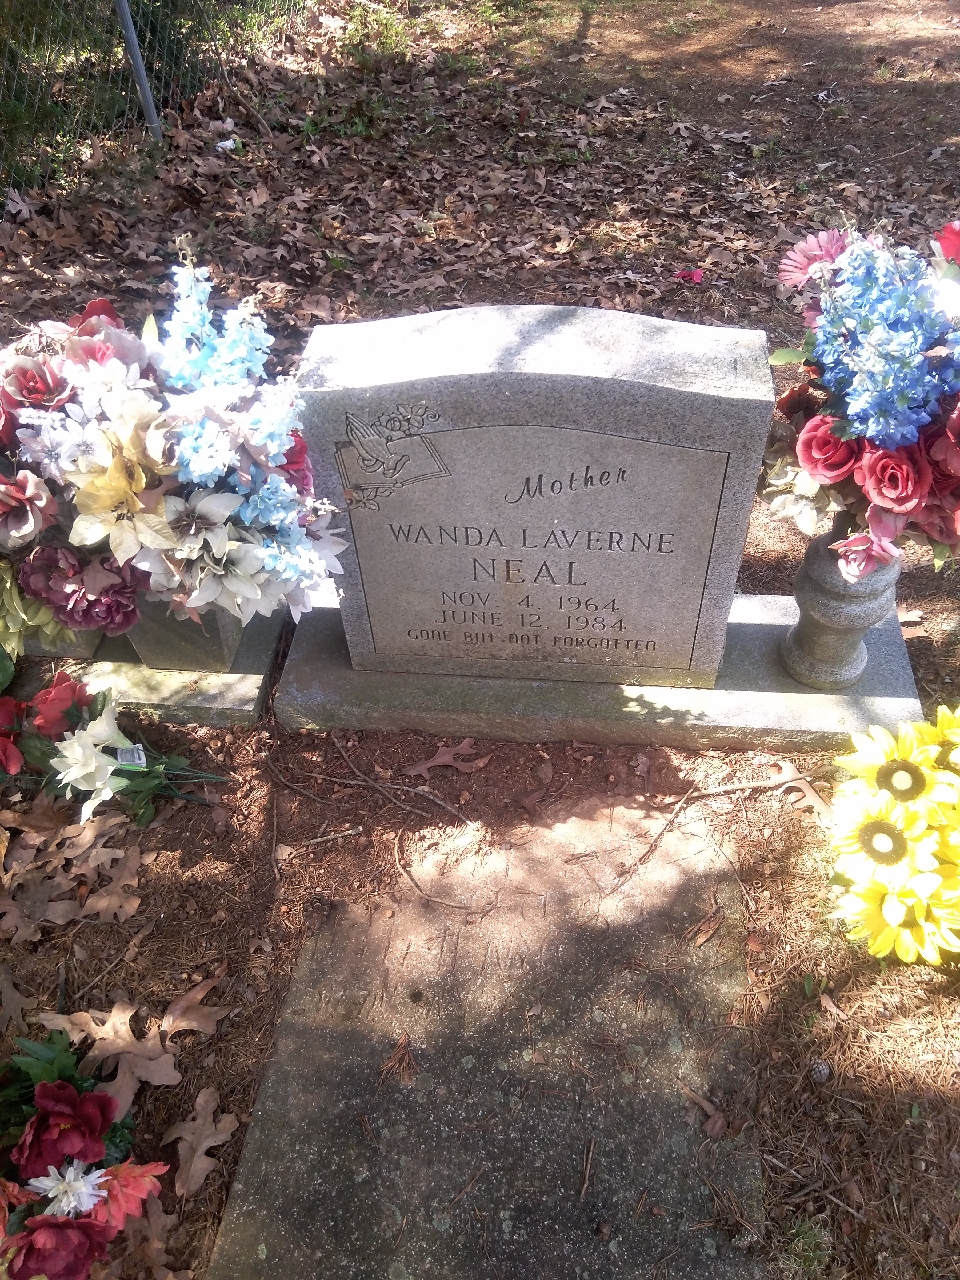 Mother
WANDA LAVERNE
NEAL
NOV. 4, 1964
JUNE 12, 1984
GONE BUT NOT FORGOTTEN